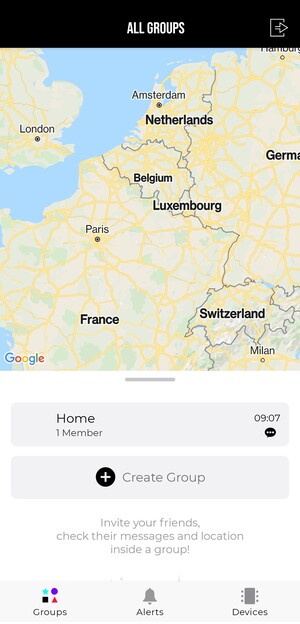 ALL GROUPS
Hamburg
Amsterdam
Netherlands
London
Germa
Belgium
Luxembourg
Paris
France
Switzerland
Milan
Google
Home
09:07
1 Member
Create Group
Invite your friends,
check their messages and location
inside a group!
Groups
Alerts
Devices